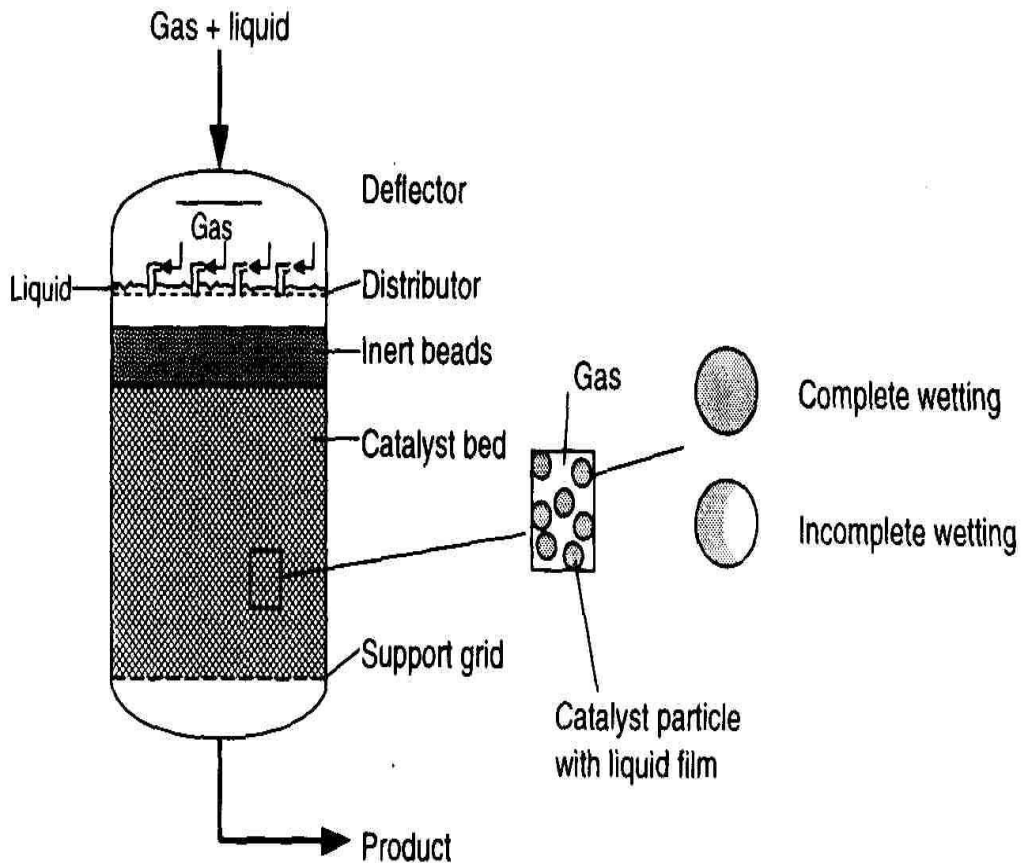 Gas + liquid
Deflector
Gas
Liquid
Distributor
Inert beads
Gas
Complete wetting
Catalyst bed
Incomplete wetting
Support grid
Catalyst particle
with liquid film
Product